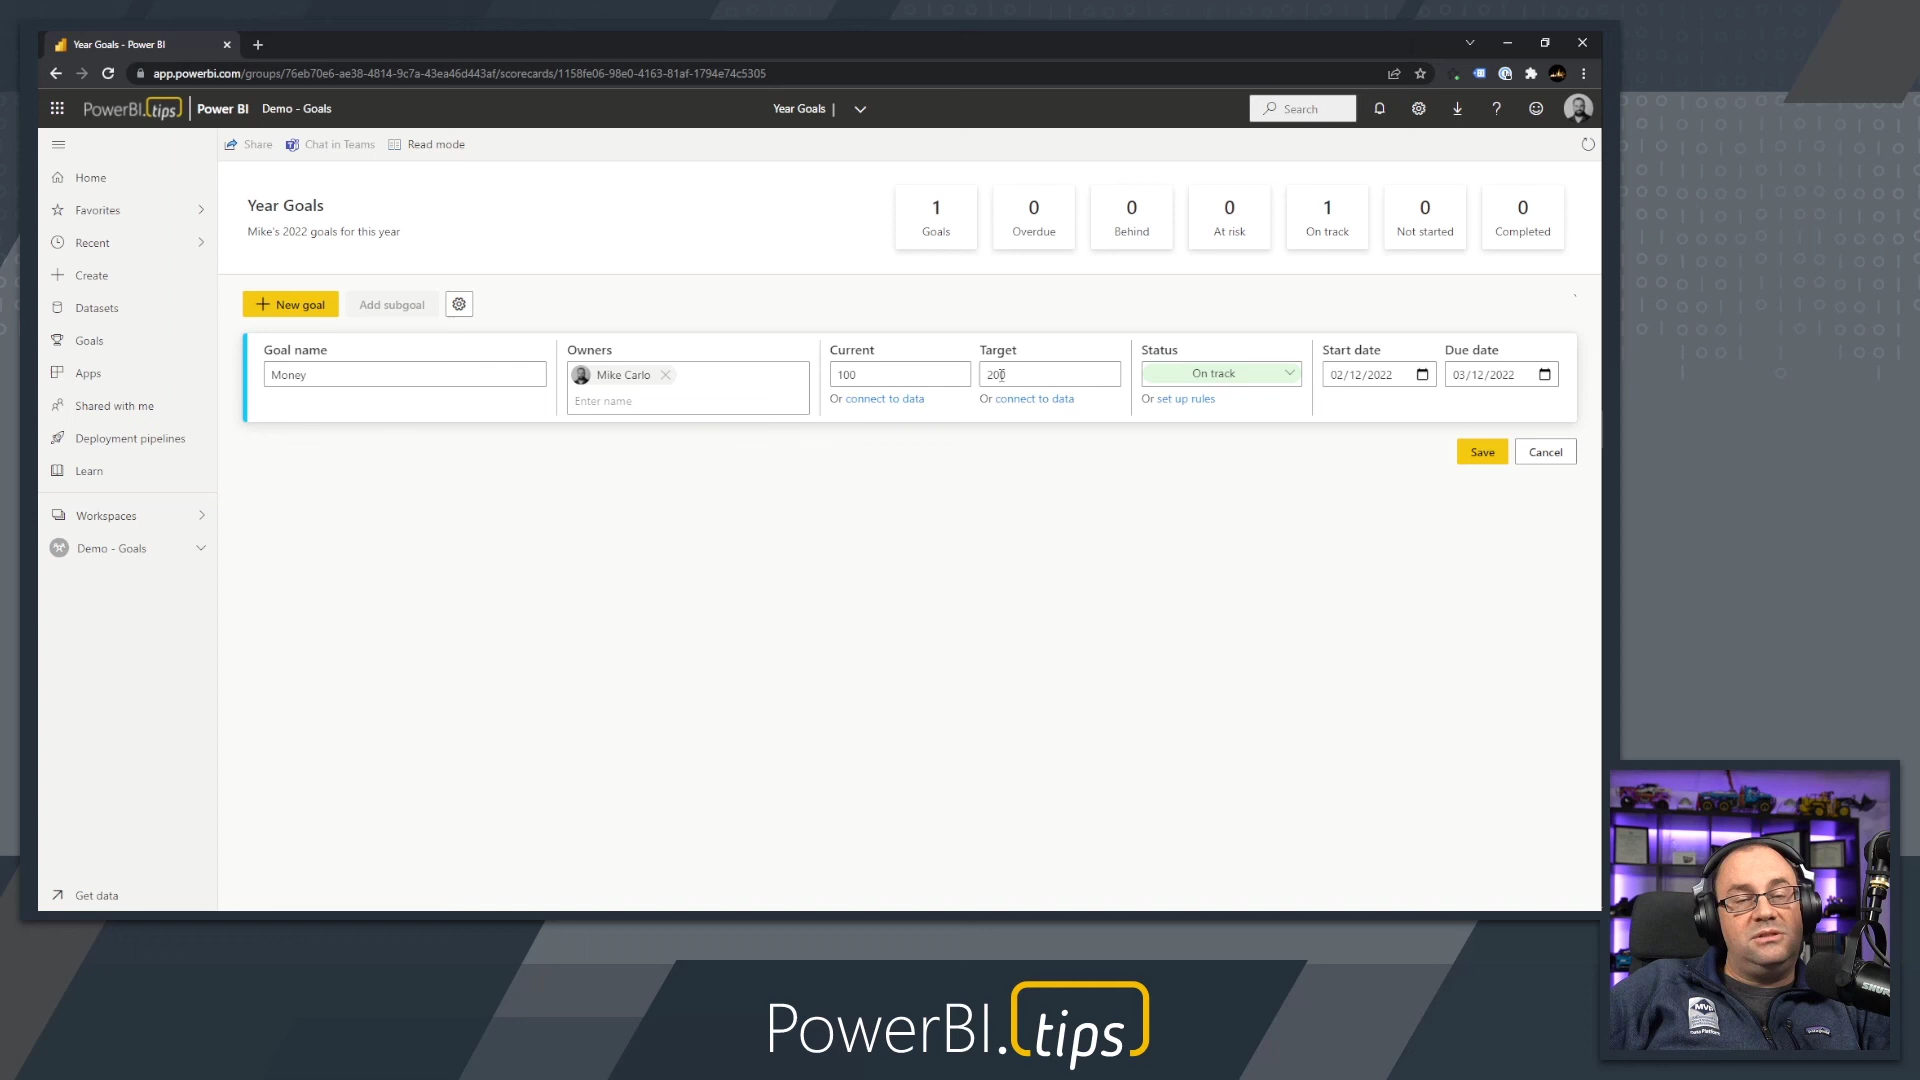 Year Goals - Power BI
app.powerbi.com/groups/76eb70e6-ae38-4814-9c7a-43ea46d443af/scorecards/1158fe06-98e0-4163-81af-1794e74c5305
PowerBI.tips Power BI Demo - Goals Year Goals | Search
Share Chat in Teams Read mode
Home
Favorites
Recent
Create
Datasets
Goals
Apps
Shared with me
Deployment pipelines
Learn
Workspaces
Demo - Goals
Get data
Year Goals
Mike's 2022 goals for this year
1 Goals
0 Overdue
0 Behind
0 At risk
1 On track
0 Not started
0 Completed
New goal Add subgoal
Goal name Owners Current Target Status Start date Due date
Money Mike Carlo 100 200 On track 02/12/2022 03/12/2022
Enter name Or connect to data Or connect to data Or set up rules
Save Cancel
PowerBI.tips
MVP
SHURE